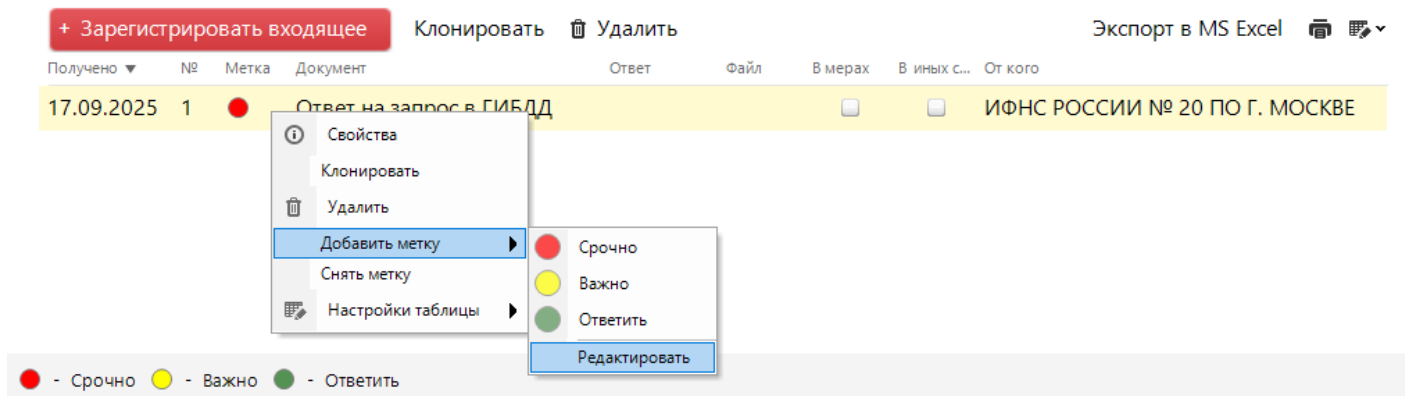 + Зарегистрировать входящее Клонировать Удалить Экспорт в MS Excel
Получено ▼ № Метка Документ Ответ Файл В мерах В иных с... От кого
17.09.2025 1 Ответ на запрос в ГИБДД ИФНС РОССИИ № 20 ПО Г. МОСКВЕ
Свойства
Клонировать
Удалить
Добавить метку
Срочно
Снять метку
Важно
Настройки таблицы
Ответить
Редактировать
- Срочно - Важно - Ответить